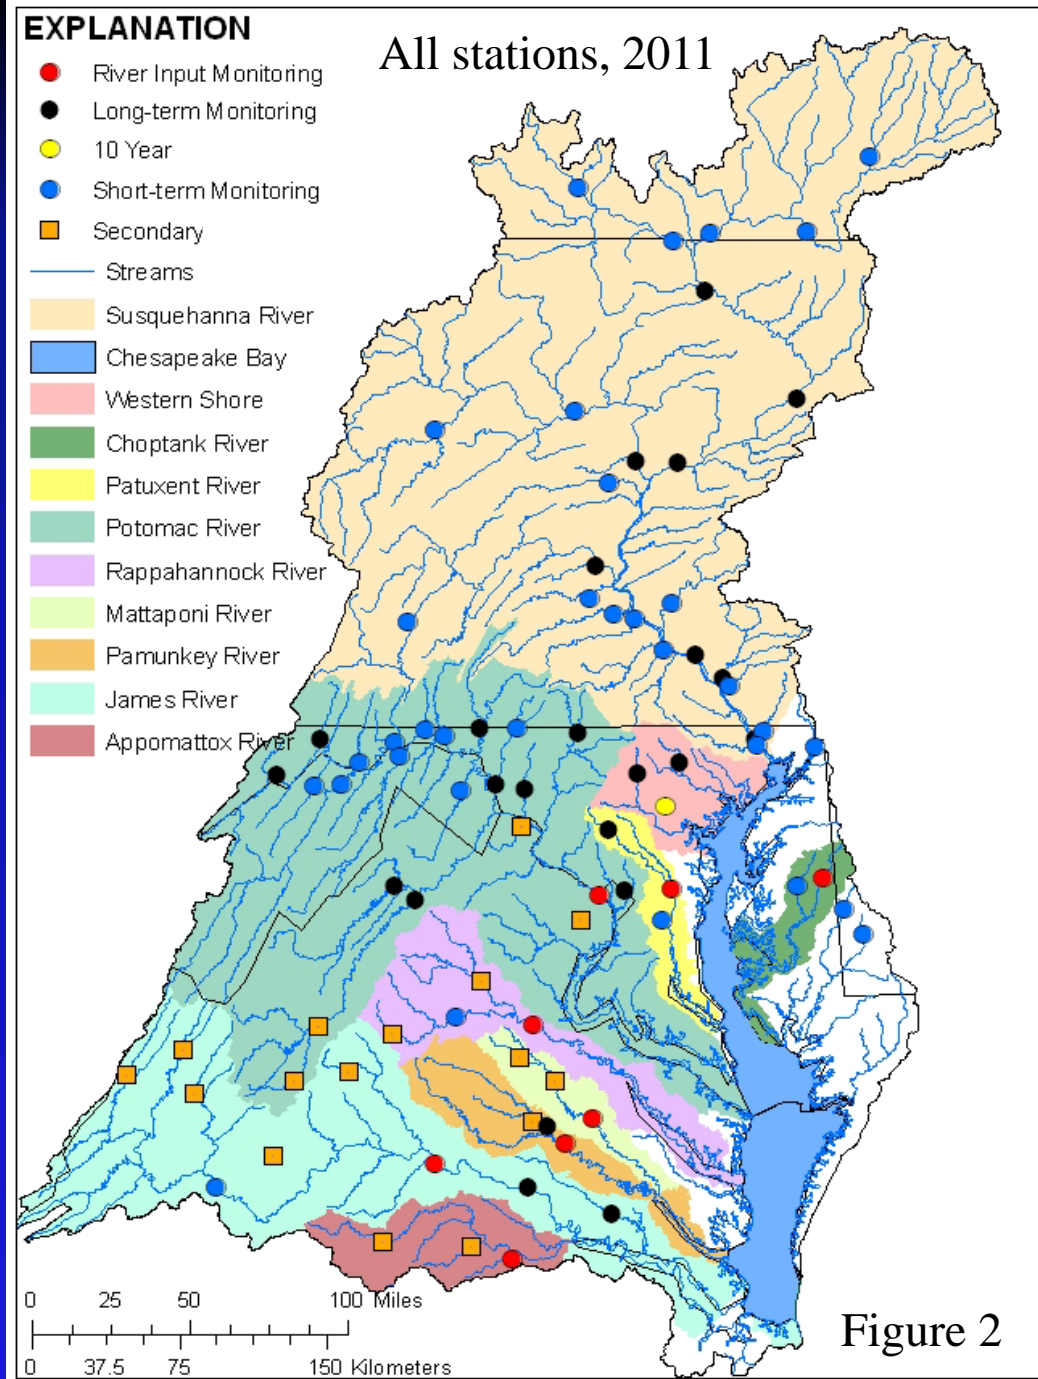 EXPLANATION
All stations, 2011
River Input Monitoring
Long-term Monitoring
10 Year
Short-term Monitoring
Secondary
Streams
Susquehanna River
Chesapeake Bay
Western Shore
Choptank River
Patuxent River
Potomac River
Rappahannock River
Mattaponi River
Pamunkey River
James River
Appomattox River
0 25 50 100 Miles
0 37.5 75 150 Kilometers
Figure 2